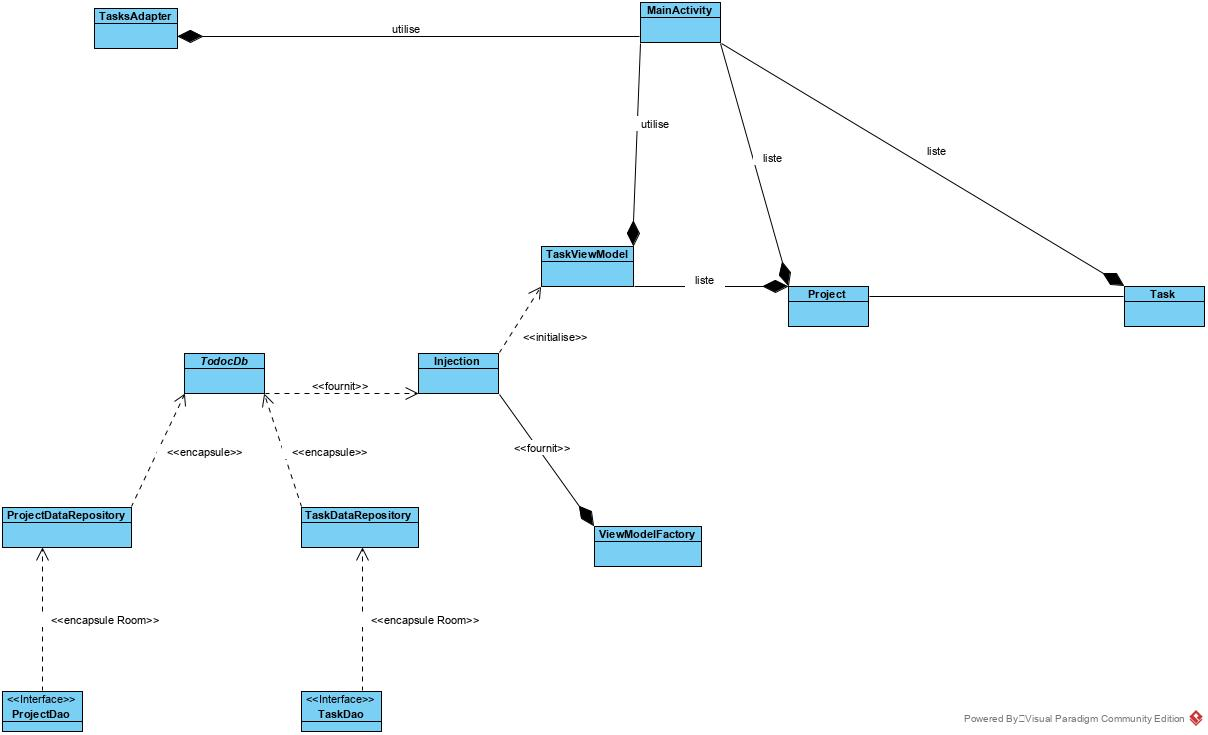 MainActivity
TasksAdapter
utilise
utilise
liste
liste
TaskViewModel
liste
Project
Task
<<initialise>>
TodocDb
Injection
<<fournit>>
<<encapsule>>
<<encapsule>>
<<fournit>>
ProjectDataRepository
TaskDataRepository
ViewModelFactory
<<encapsule Room>>
<<encapsule Room>>
<<Interface>>
ProjectDao
<<Interface>>
TaskDao
Powered By Visual Paradigm Community Edition